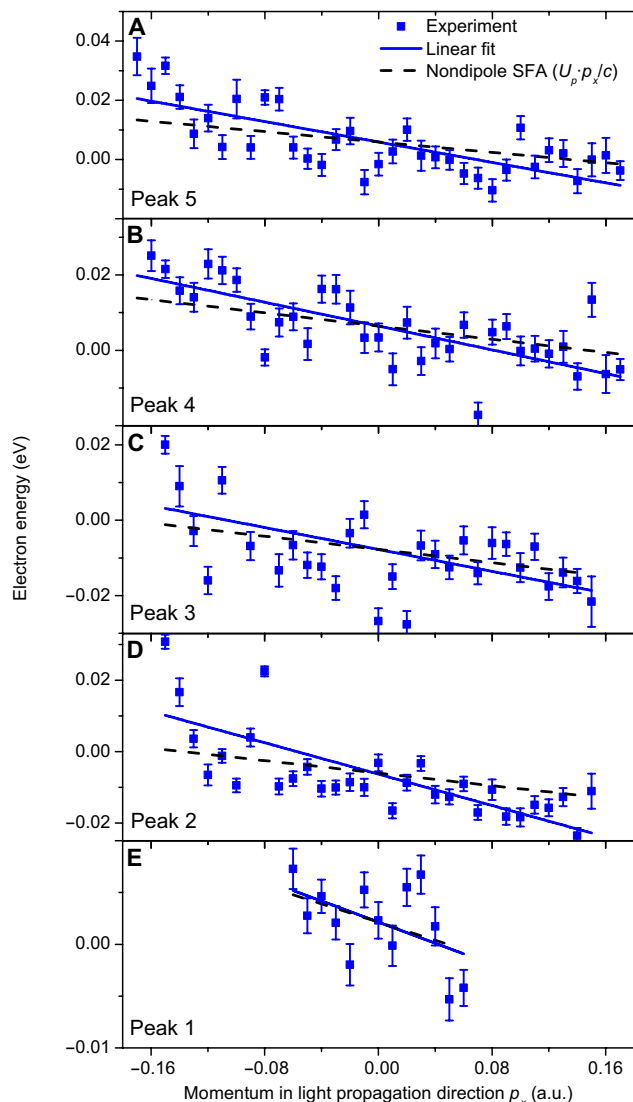 A
Experiment
Linear fit
Nondipole SFA (Uₚ·pₓ/c)
0.04
0.02
0.00
Peak 5
B
0.02
0.00
Peak 4
C
0.02
0.00
−0.02
Peak 3
D
0.02
0.00
−0.02
Peak 2
E
0.00
−0.01
Peak 1
Electron energy (eV)
−0.16 −0.08 0.00 0.08 0.16
Momentum in light propagation direction pₓ (a.u.)